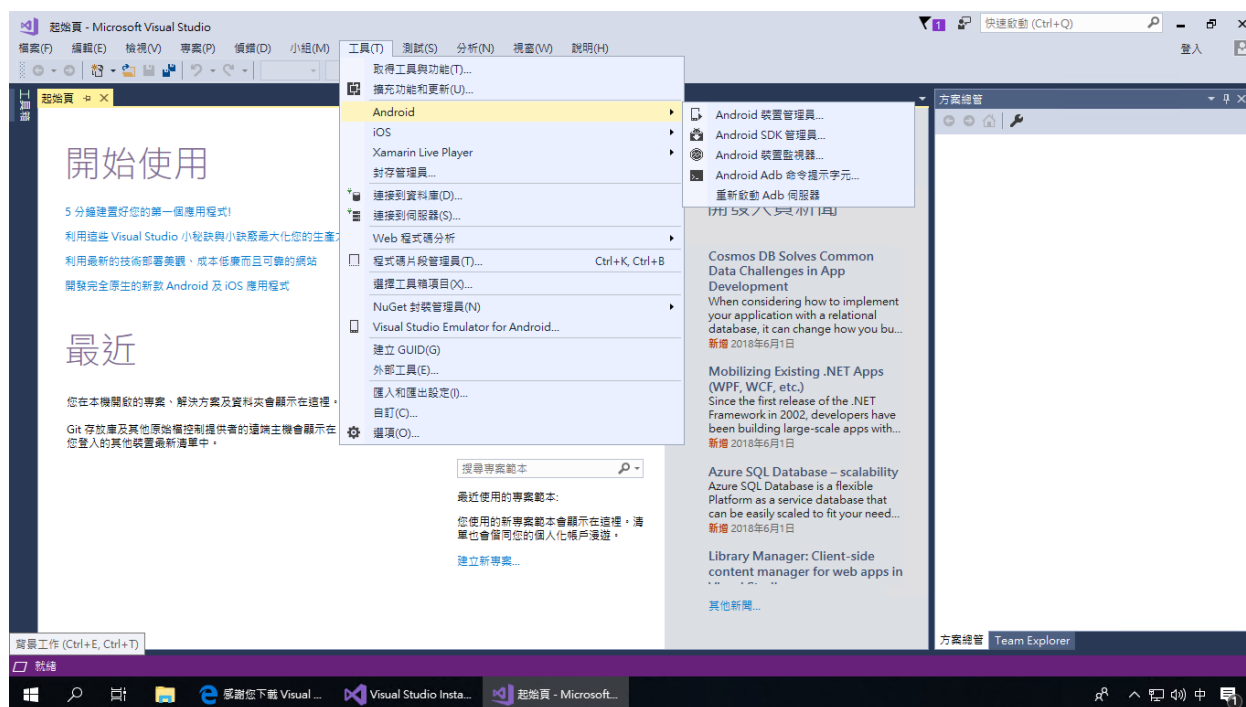 起始頁 - Microsoft Visual Studio
1
快速啟動 (Ctrl+Q)
檔案(F) 編輯(E) 檢視(V) 專案(P) 偵錯(D) 小組(M) 工具(T) 測試(S) 分析(N) 視窗(W) 說明(H)
登入
工具箱
起始頁
取得工具與功能(T)...
擴充功能和更新(U)...
Android
iOS
Xamarin Live Player
封存管理員...
連接到資料庫(D)...
連接到伺服器(S)...
Web 程式碼分析
程式碼片段管理員(T)... Ctrl+K, Ctrl+B
選擇工具箱項目(X)...
NuGet 封裝管理員(N)
Visual Studio Emulator for Android...
建立 GUID(G)
外部工具(E)...
匯入和匯出設定(I)...
自訂(C)...
選項(O)...
Android 裝置管理員...
Android SDK 管理員...
Android 裝置監視器...
Android Adb 命令提示字元...
重新啟動 Adb 伺服器
開始使用
5 分鐘建置好您的第一個應用程式!
利用這些 Visual Studio 小秘訣與小訣竅最大化您的生產
利用最新的技術部署美觀、成本低廉而且可靠的網站
開發完全原生的新款 Android 及 iOS 應用程式
最近
您在本機開啟的專案、解決方案及資料夾會顯示在這裡。
Git 存放庫及其他原始檔控制提供者的遠端主機會顯示在
您登入的其他裝置最新清單中。
搜尋專案範本
最近使用的專案範本:
您使用的新專案範本會顯示在這裡。清
單也會偕同您的個人化帳戶漫遊。
建立新專案...
開發人員新聞
Cosmos DB Solves Common
Data Challenges in App
Development
When considering how to implement
your application with a relational
database, it can change how you bu...
新增 2018年6月1日
Mobilizing Existing .NET Apps
(WPF, WCF, etc.)
Since the first release of the .NET
Framework in 2002, developers have
been building large-scale apps with...
新增 2018年6月1日
Azure SQL Database – scalability
Azure SQL Database is a flexible
Platform as a service database that
can be easily scaled to fit your need...
新增 2018年6月1日
Library Manager: Client-side
content manager for web apps in
其他新聞...
方案總管
方案總管 Team Explorer
背景工作 (Ctrl+E, Ctrl+T)
就緒
感謝您下載 Visual ...
Visual Studio Insta...
起始頁 - Microsoft...
中
1